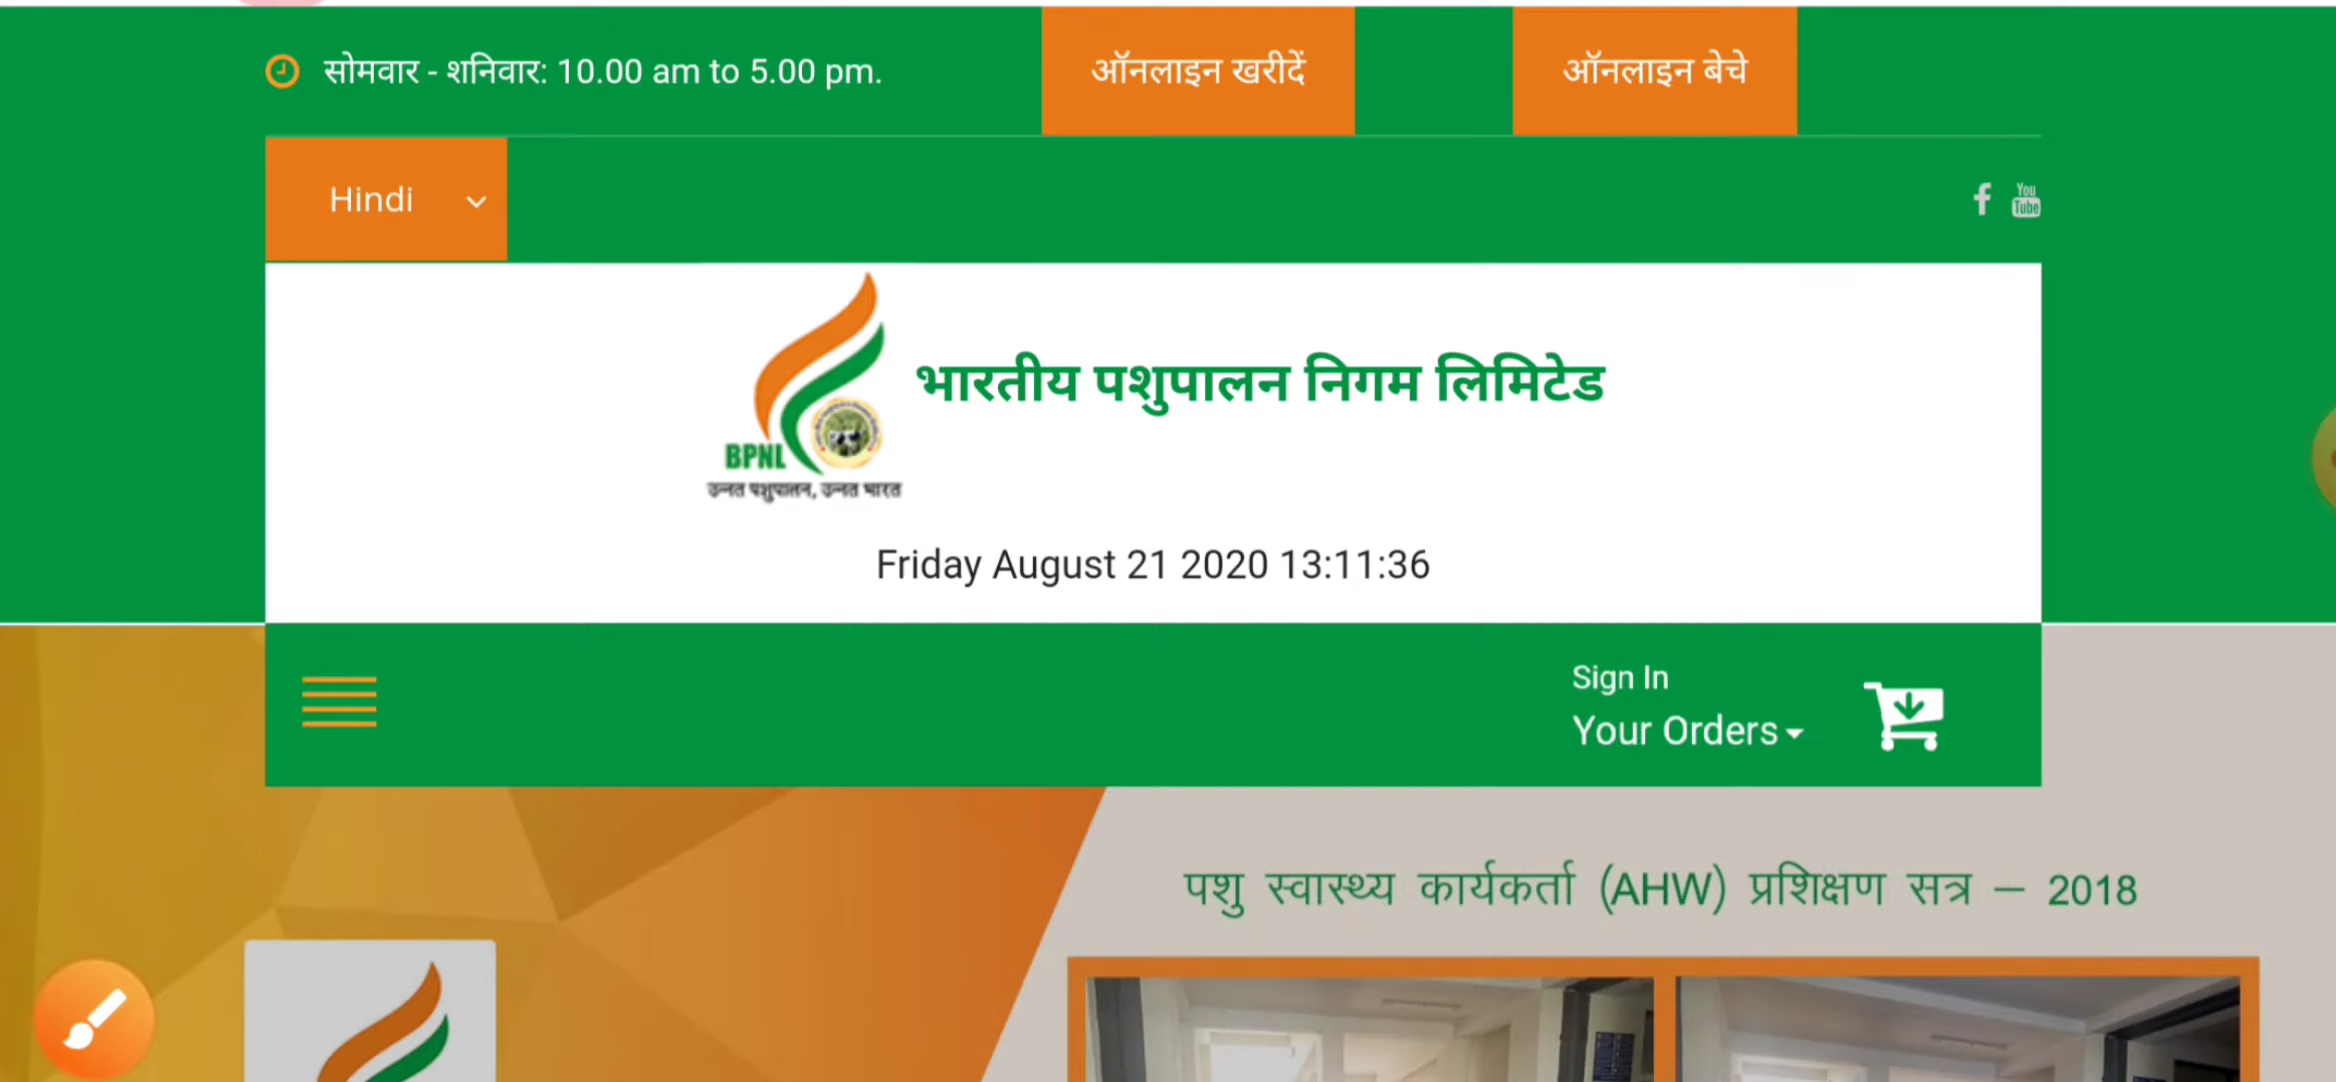 सोमवार - शनिवार: 10.00 am to 5.00 pm.
ऑनलाइन खरीदें
ऑनलाइन बेचे
Hindi
You
Tube
भारतीय पशुपालन निगम लिमिटेड
BPNL
उन्नत पशुपालन, उन्नत भारत
Friday August 21 2020 13:11:36
Sign In
Your Orders
पशु स्वास्थ्य कार्यकर्ता (AHW) प्रशिक्षण सत्र – 2018